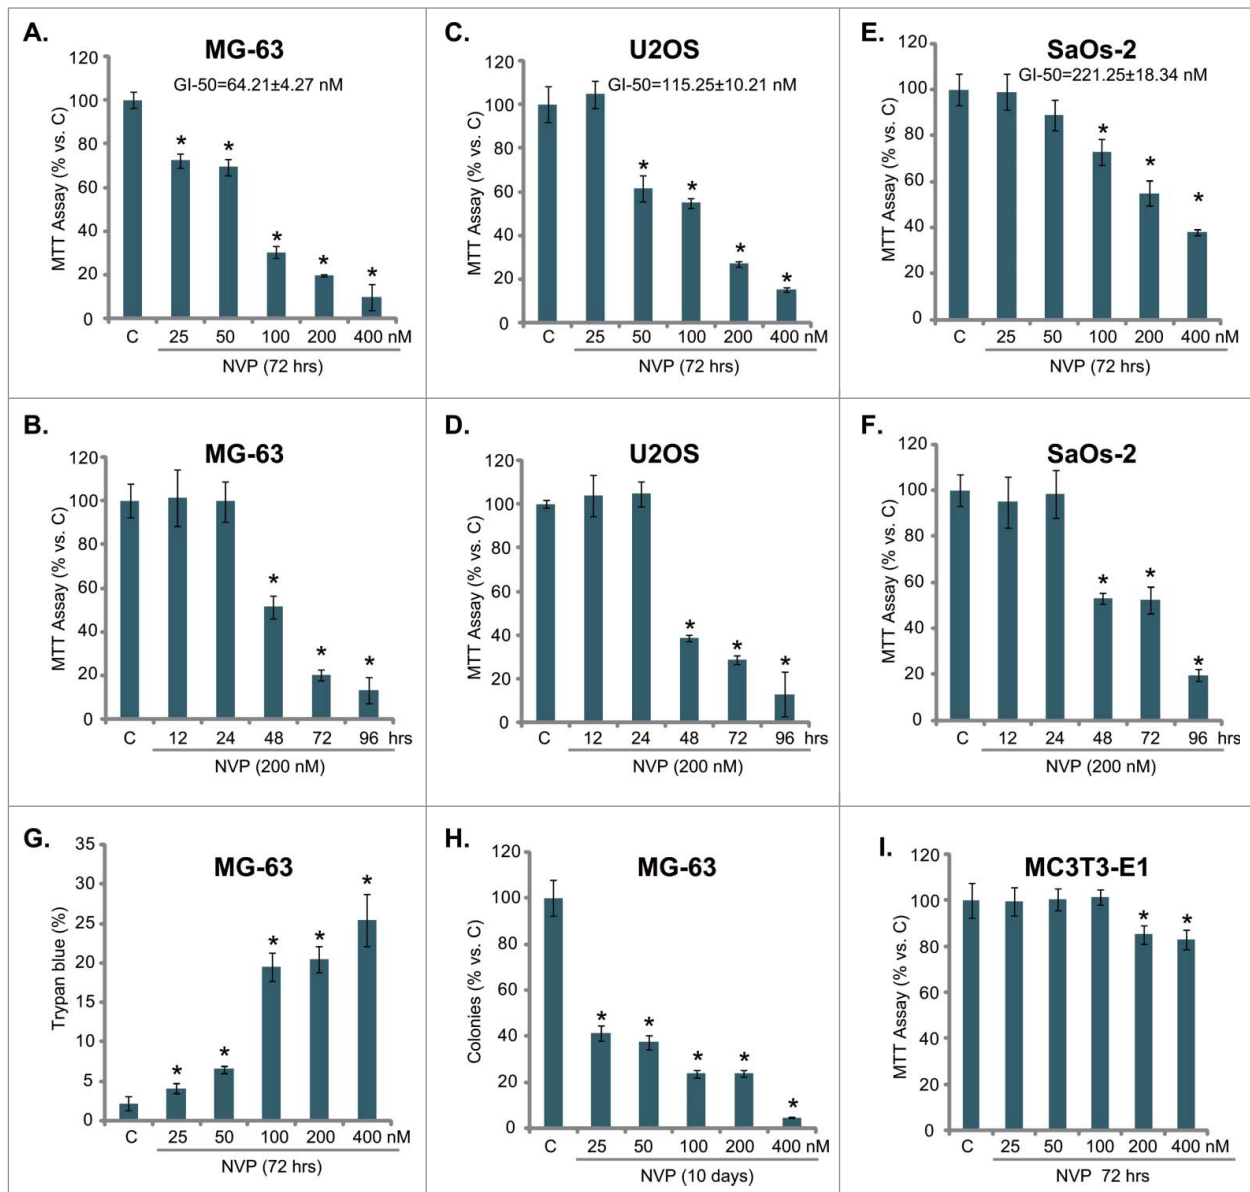 A.
MG-63
GI-50=64.21±4.27 nM
MTT Assay (% vs. C)
120
100
80
60
40
20
0
C 25 50 100 200 400 nM
NVP (72 hrs)
C.
U2OS
GI-50=115.25±10.21 nM
MTT Assay (% vs. C)
120
100
80
60
40
20
0
C 25 50 100 200 400 nM
NVP (72 hrs)
E.
SaOs-2
GI-50=221.25±18.34 nM
MTT Assay (% vs. C)
120
100
80
60
40
20
0
C 25 50 100 200 400 nM
NVP (72 hrs)
B.
MG-63
MTT Assay (% vs. C)
120
100
80
60
40
20
0
C 12 24 48 72 96 hrs
NVP (200 nM)
D.
U2OS
MTT Assay (% vs. C)
120
100
80
60
40
20
0
C 12 24 48 72 96 hrs
NVP (200 nM)
F.
SaOs-2
MTT Assay (% vs. C)
120
100
80
60
40
20
0
C 12 24 48 72 96 hrs
NVP (200 nM)
G.
MG-63
Trypan blue (%)
35
30
25
20
15
10
5
0
C 25 50 100 200 400 nM
NVP (72 hrs)
H.
MG-63
Colonies (% vs. C)
120
100
80
60
40
20
0
C 25 50 100 200 400 nM
NVP (10 days)
I.
MC3T3-E1
MTT Assay (% vs. C)
120
100
80
60
40
20
0
C 25 50 100 200 400 nM
NVP 72 hrs